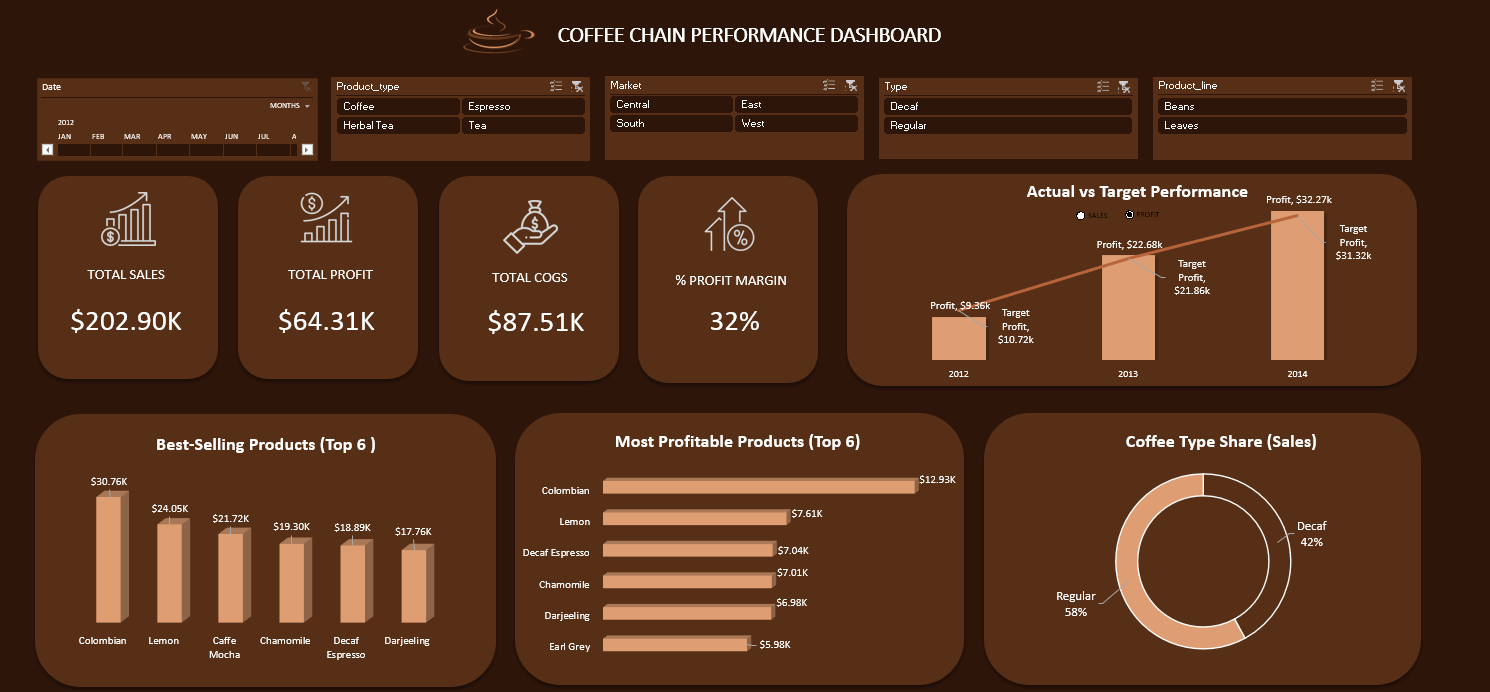 COFFEE CHAIN PERFORMANCE DASHBOARD
Date
MONTHS
2012
JAN FEB MAR APR MAY JUN JUL A
Product_type
Coffee Espresso
Herbal Tea Tea
Market
Central East
South West
Type
Decaf
Regular
Product_line
Beans
Leaves
TOTAL SALES
$202.90K
TOTAL PROFIT
$64.31K
TOTAL COGS
$87.51K
% PROFIT MARGIN
32%
Actual vs Target Performance
SALES PROFIT
Profit, $9.36k
Target
Profit,
$10.72k
Profit, $22.68k
Target
Profit,
$21.86k
Profit, $32.27k
Target
Profit,
$31.32k
2012 2013 2014
Best-Selling Products (Top 6 )
$30.76K
$24.05K
$21.72K
$19.30K
$18.89K
$17.76K
Colombian Lemon Caffe Chamomile Decaf Darjeeling
Mocha Espresso
Most Profitable Products (Top 6)
Colombian $12.93K
Lemon $7.61K
Decaf Espresso $7.04K
Chamomile $7.01K
Darjeeling $6.98K
Earl Grey $5.98K
Coffee Type Share (Sales)
Decaf
42%
Regular
58%